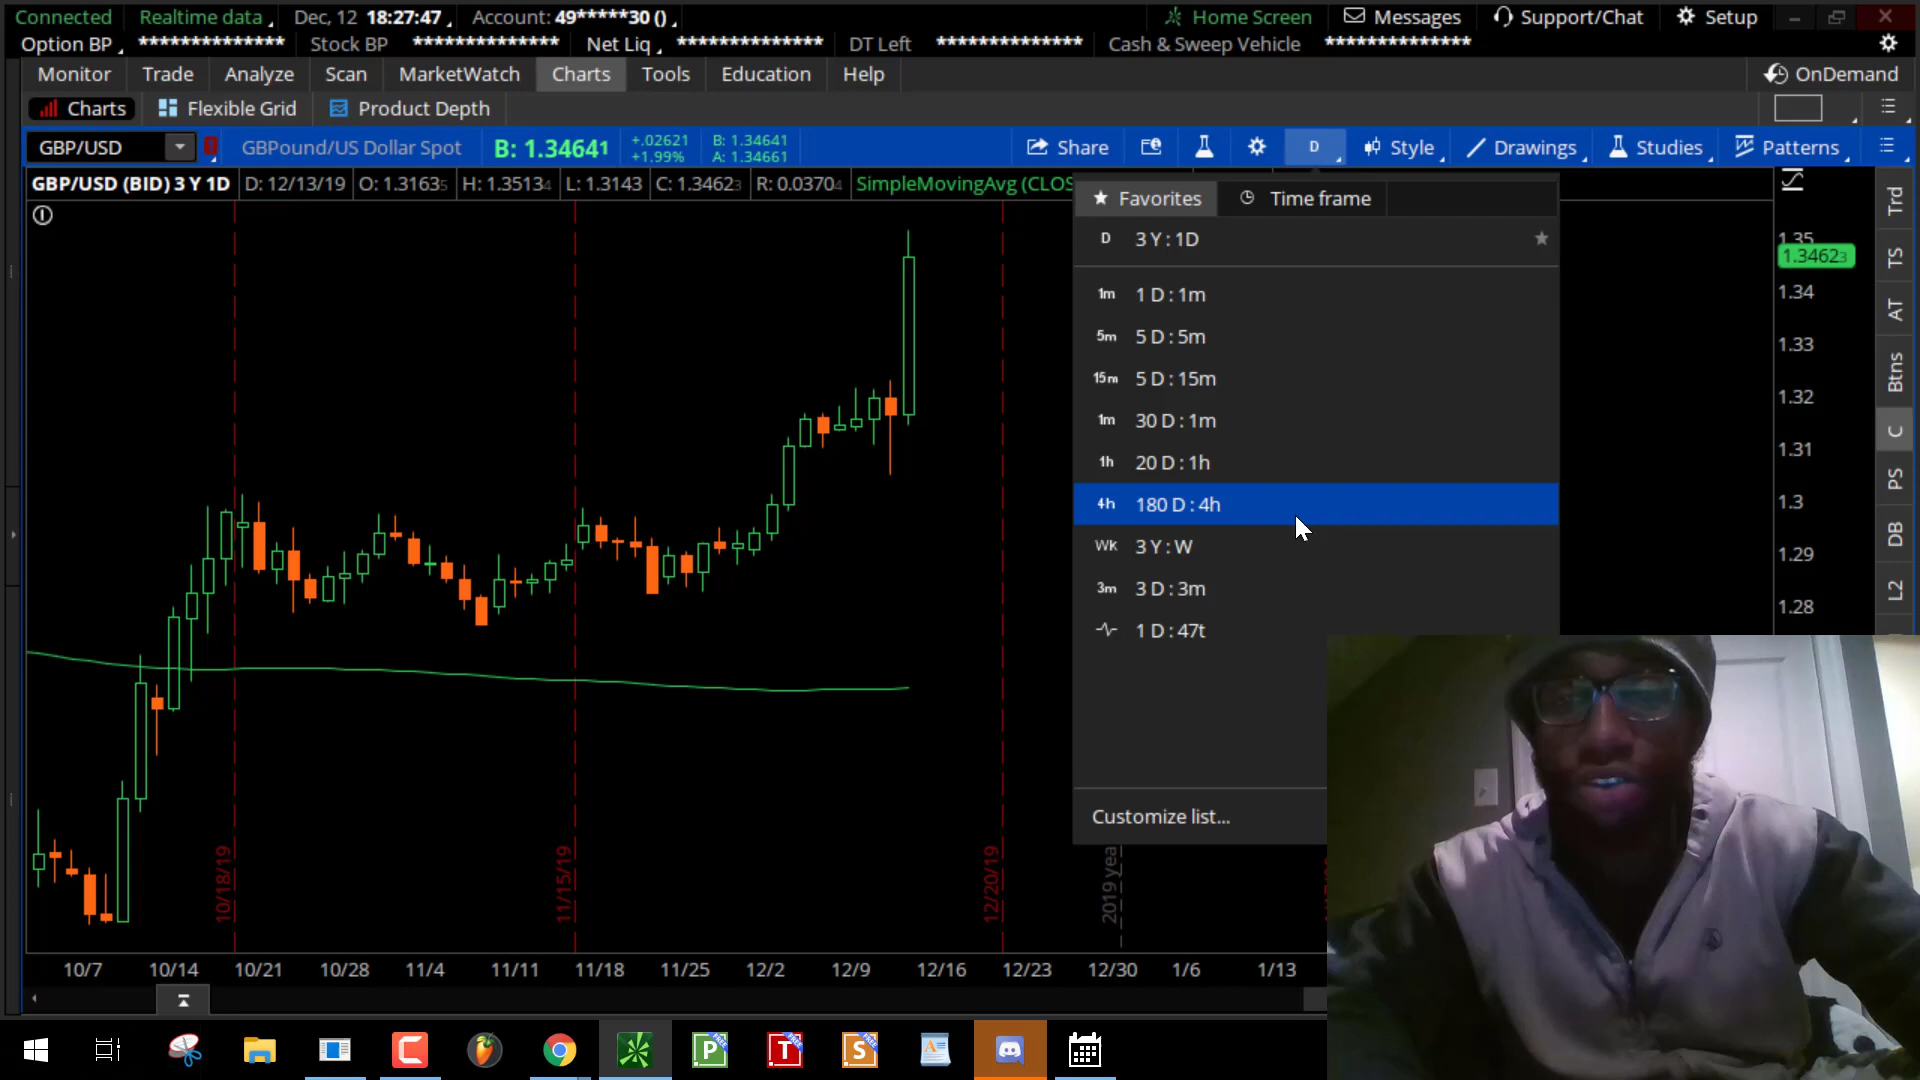 Connected Realtime data Dec, 12 18:27:47 Account: 49*****30 () Home Screen Messages Support/Chat Setup
Option BP ************** Stock BP ************** Net Liq ************** DT Left ************** Cash & Sweep Vehicle **************
Monitor Trade Analyze Scan MarketWatch Charts Tools Education Help OnDemand
Charts Flexible Grid Product Depth
GBP/USD GBPound/US Dollar Spot B: 1.34641 +.02621 B: 1.34641 Share D Style Drawings Studies Patterns
+1.99% A: 1.34661
GBP/USD (BID) 3 Y 1D D: 12/13/19 O: 1.31635 H: 1.35134 L: 1.3143 C: 1.34623 R: 0.03704 SimpleMovingAvg (CLOS
Favorites Time frame
D 3 Y : 1D
1m 1 D : 1m
5m 5 D : 5m
15m 5 D : 15m
1m 30 D : 1m
1h 20 D : 1h
4h 180 D : 4h
Wk 3 Y : W
3m 3 D : 3m
1 D : 47t
Customize list...
1.35
1.34623
1.34
1.33
1.32
1.31
1.3
1.29
1.28
Trd
TS
AT
Btns
C
PS
DB
L2
10/18/19
11/15/19
12/20/19
2019 yea
10/7 10/14 10/21 10/28 11/4 11/11 11/18 11/25 12/2 12/9 12/16 12/23 12/30 1/6 1/13
P FREE
T FREE
S FREE